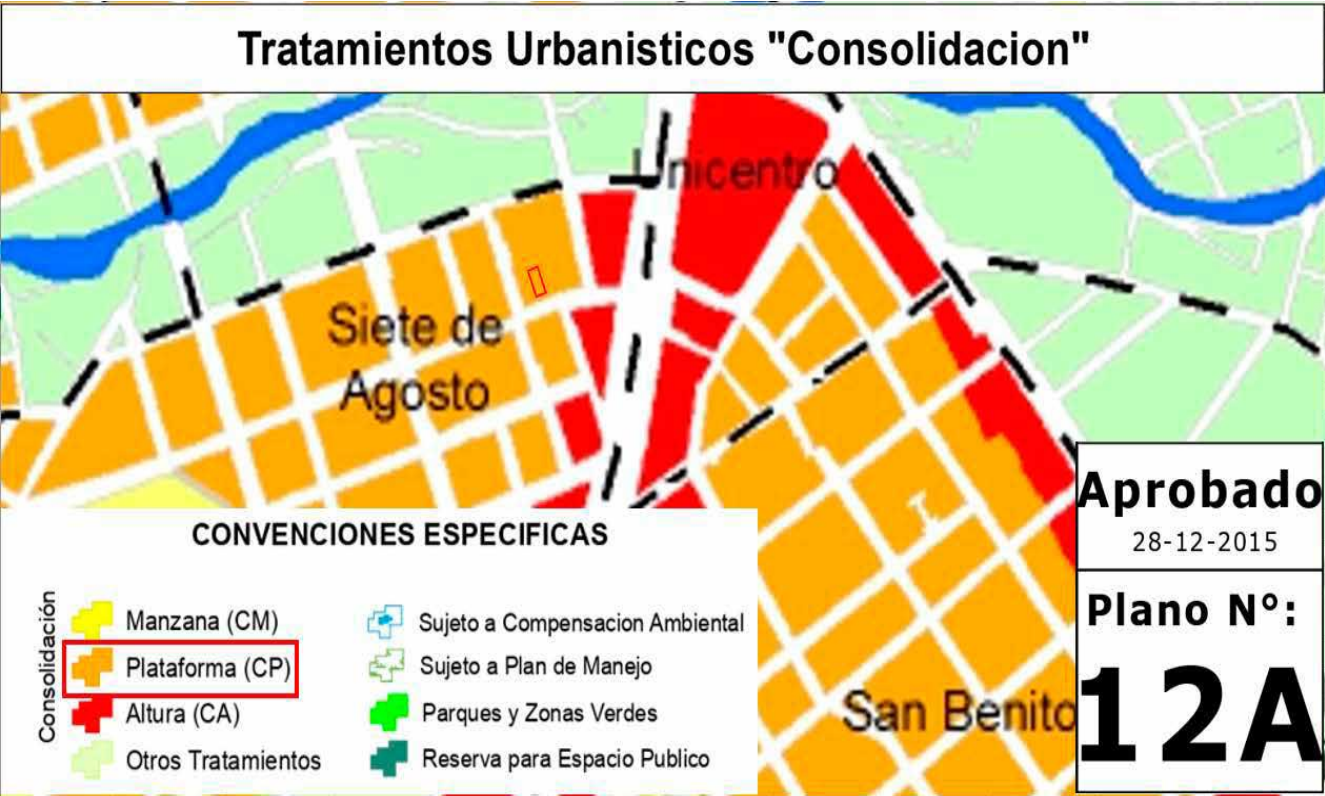 Tratamientos Urbanisticos "Consolidacion"
Unicentro
Siete de
Agosto
San Benito
CONVENCIONES ESPECIFICAS
Consolidación
Manzana (CM)
Plataforma (CP)
Altura (CA)
Otros Tratamientos
Sujeto a Compensacion Ambiental
Sujeto a Plan de Manejo
Parques y Zonas Verdes
Reserva para Espacio Publico
Aprobado
28-12-2015
Plano N°:
12A